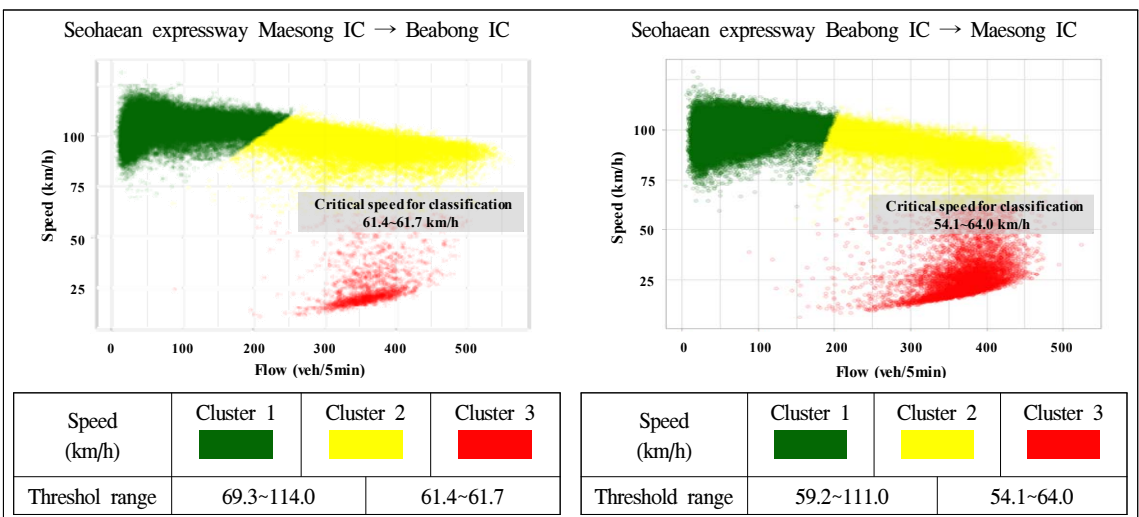 Seohaean expressway Maesong IC → Beabong IC
100
75
50
25
Speed (km/h)
Critical speed for classification
61.4~61.7 km/h
0 100 200 300 400 500
Flow (veh/5min)
Speed
(km/h)
Cluster 1 Cluster 2 Cluster 3
Threshol range 69.3~114.0 61.4~61.7
Seohaean expressway Beabong IC → Maesong IC
100
75
50
25
Speed (km/h)
Critical speed for classification
54.1~64.0 km/h
0 100 200 300 400 500
Flow (veh/5min)
Speed
(km/h)
Cluster 1 Cluster 2 Cluster 3
Threshold range 59.2~111.0 54.1~64.0